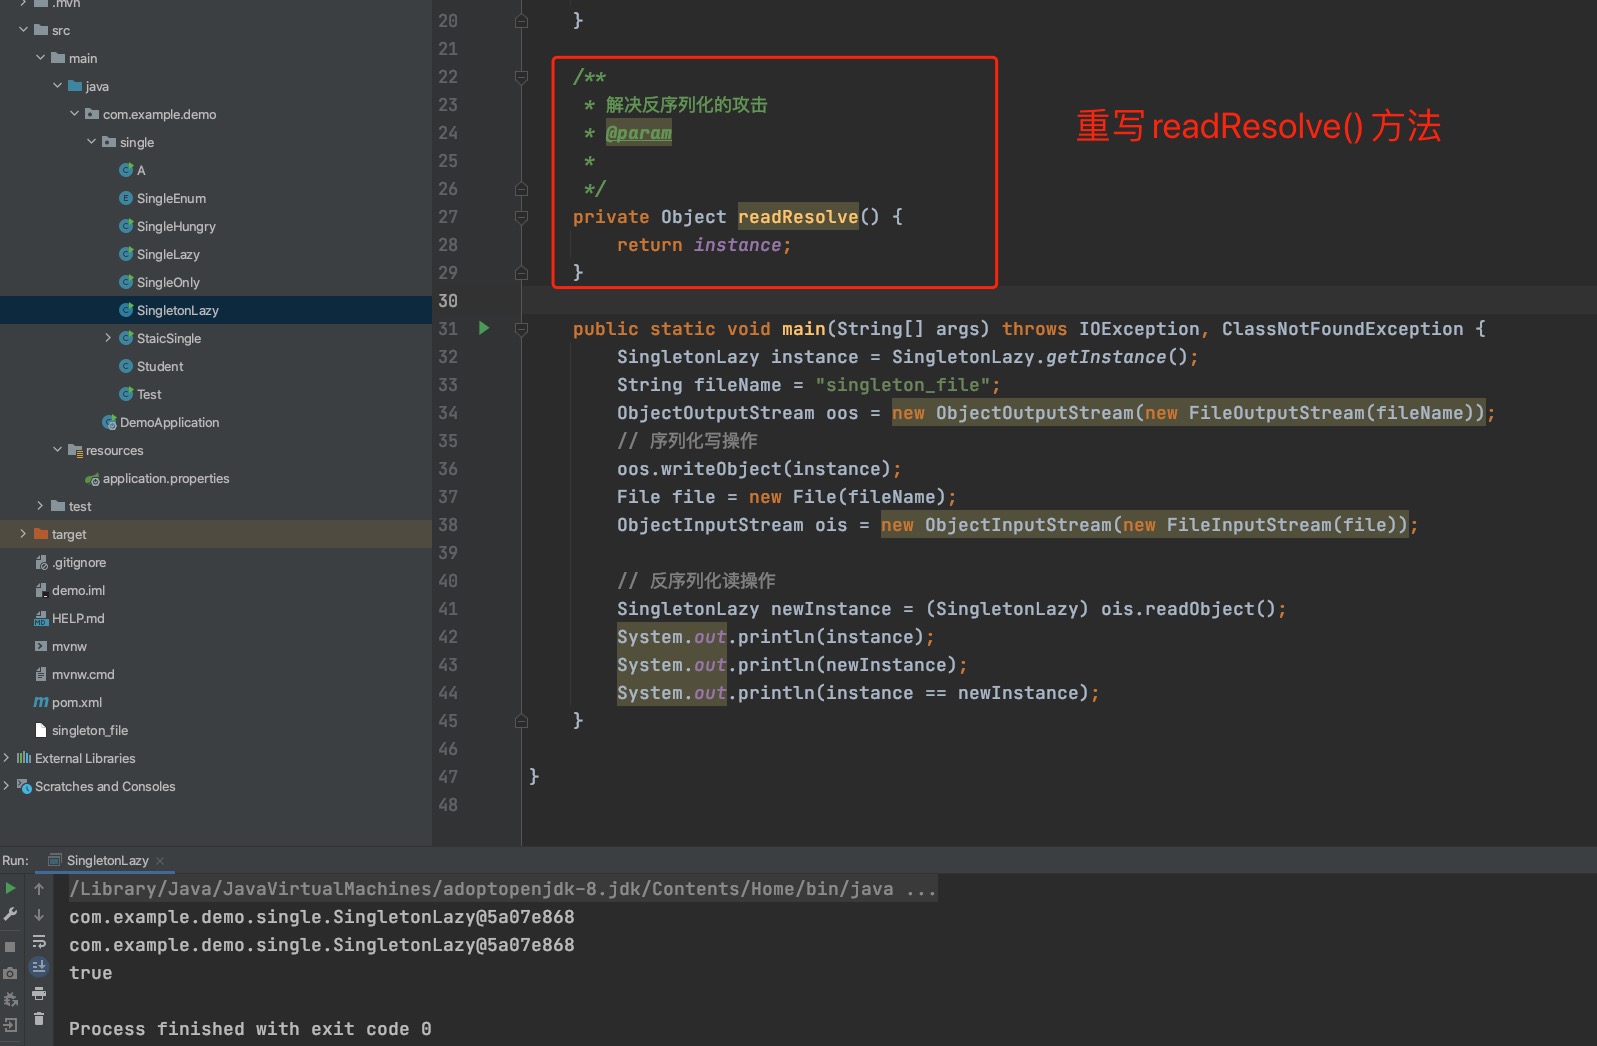 .mvn
src
main
java
com.example.demo
single
A
SingleEnum
SingleHungry
SingleLazy
SingleOnly
SingletonLazy
StaicSingle
Student
Test
DemoApplication
resources
application.properties
test
target
.gitignore
demo.iml
HELP.md
mvnw
mvnw.cmd
pom.xml
singleton_file
External Libraries
Scratches and Consoles
20 }
21
22 /**
23 * 解决反序列化的攻击
24 * @param
25 *
26 */
27 private Object readResolve() {
28 return instance;
29 }
30
31 public static void main(String[] args) throws IOException, ClassNotFoundException {
32 SingletonLazy instance = SingletonLazy.getInstance();
33 String fileName = "singleton_file";
34 ObjectOutputStream oos = new ObjectOutputStream(new FileOutputStream(fileName));
35 // 序列化写操作
36 oos.writeObject(instance);
37 File file = new File(fileName);
38 ObjectInputStream ois = new ObjectInputStream(new FileInputStream(file));
39
40 // 反序列化读操作
41 SingletonLazy newInstance = (SingletonLazy) ois.readObject();
42 System.out.println(instance);
43 System.out.println(newInstance);
44 System.out.println(instance == newInstance);
45 }
46
47 }
48
重写 readResolve() 方法
Run: SingletonLazy
/Library/Java/JavaVirtualMachines/adoptopenjdk-8.jdk/Contents/Home/bin/java ...
com.example.demo.single.SingletonLazy@5a07e868
com.example.demo.single.SingletonLazy@5a07e868
true
Process finished with exit code 0